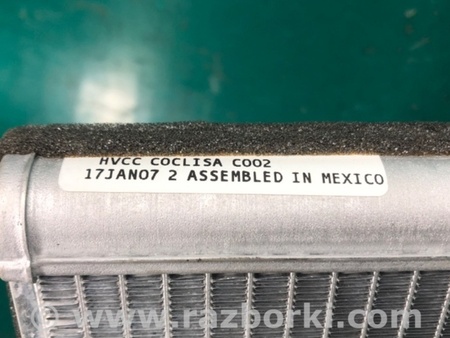 HVCC COCLISA C002
17JAN07 2 ASSEMBLED IN MEXICO
© www.razborki.com